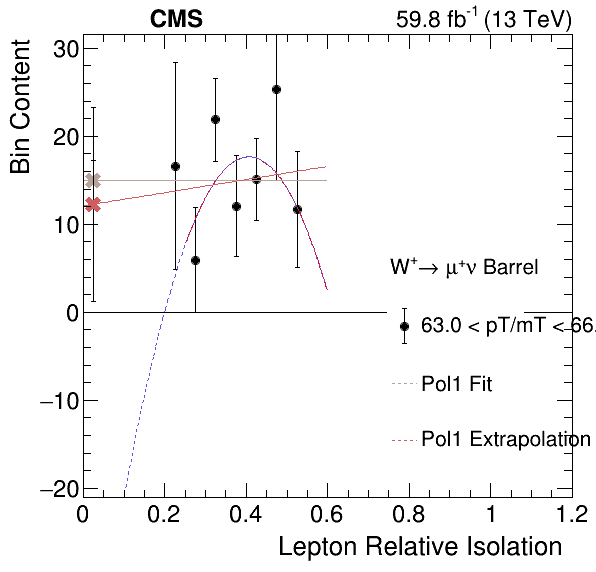 CMS 59.8 fb⁻¹ (13 TeV)
Bin Content
30
20
10
0
−10
−20
W⁺→ μ⁺ν Barrel
63.0 < pT/mT < 66.
Pol1 Fit
Pol1 Extrapolation
0 0.2 0.4 0.6 0.8 1 1.2
Lepton Relative Isolation